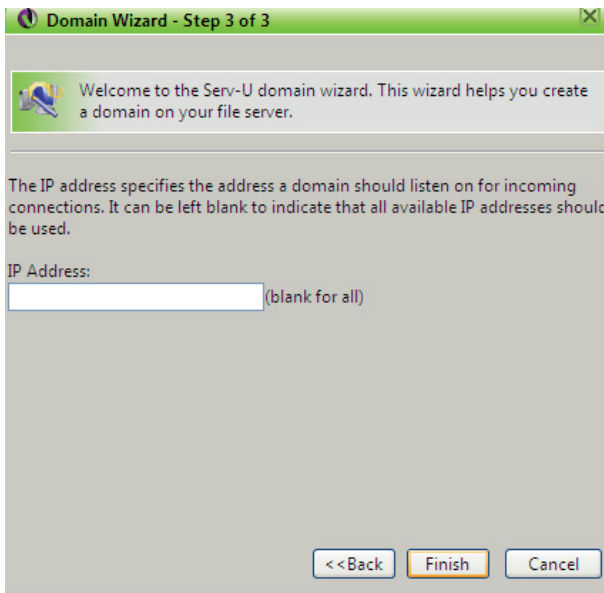 Domain Wizard - Step 3 of 3
Welcome to the Serv-U domain wizard. This wizard helps you create
a domain on your file server.
The IP address specifies the address a domain should listen on for incoming
connections. It can be left blank to indicate that all available IP addresses should
be used.
IP Address:
(blank for all)
<<Back Finish Cancel